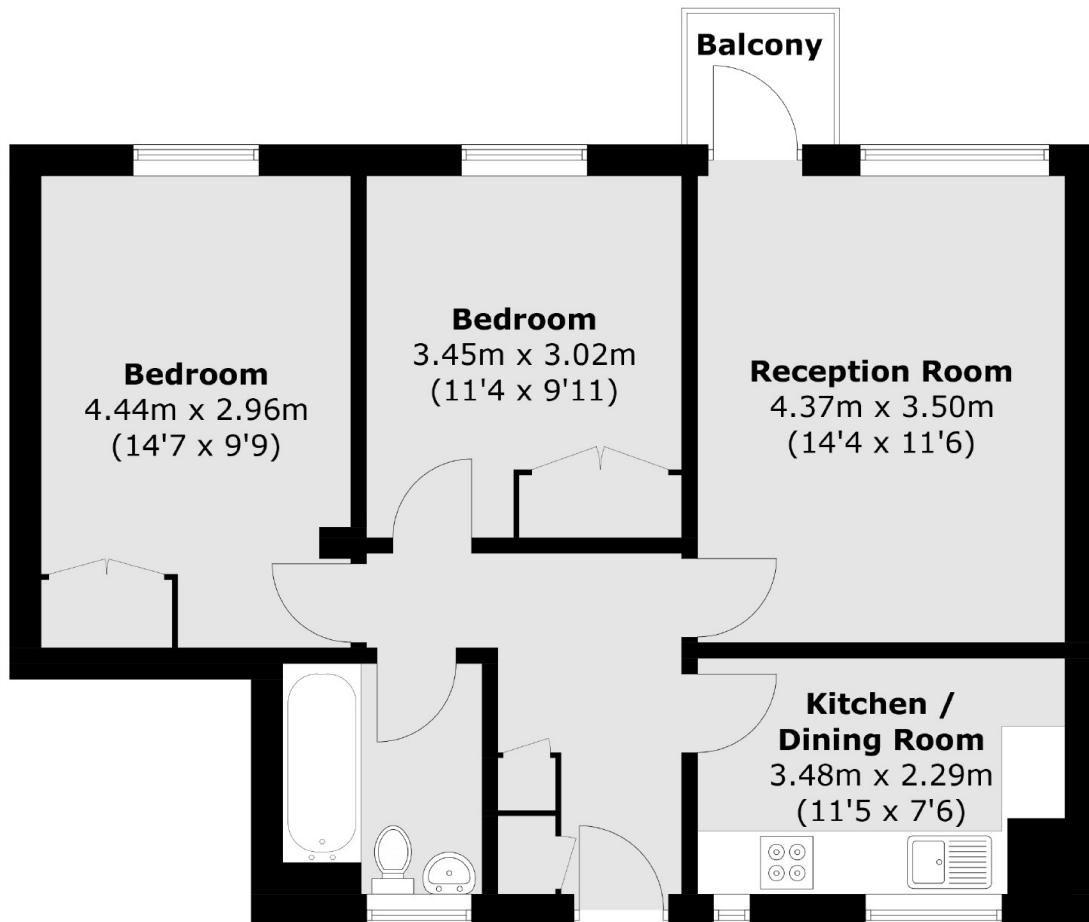 Balcony
Bedroom
4.44m x 2.96m
(14'7 x 9'9)
Bedroom
3.45m x 3.02m
(11'4 x 9'11)
Reception Room
4.37m x 3.50m
(14'4 x 11'6)
Kitchen /
Dining Room
3.48m x 2.29m
(11'5 x 7'6)